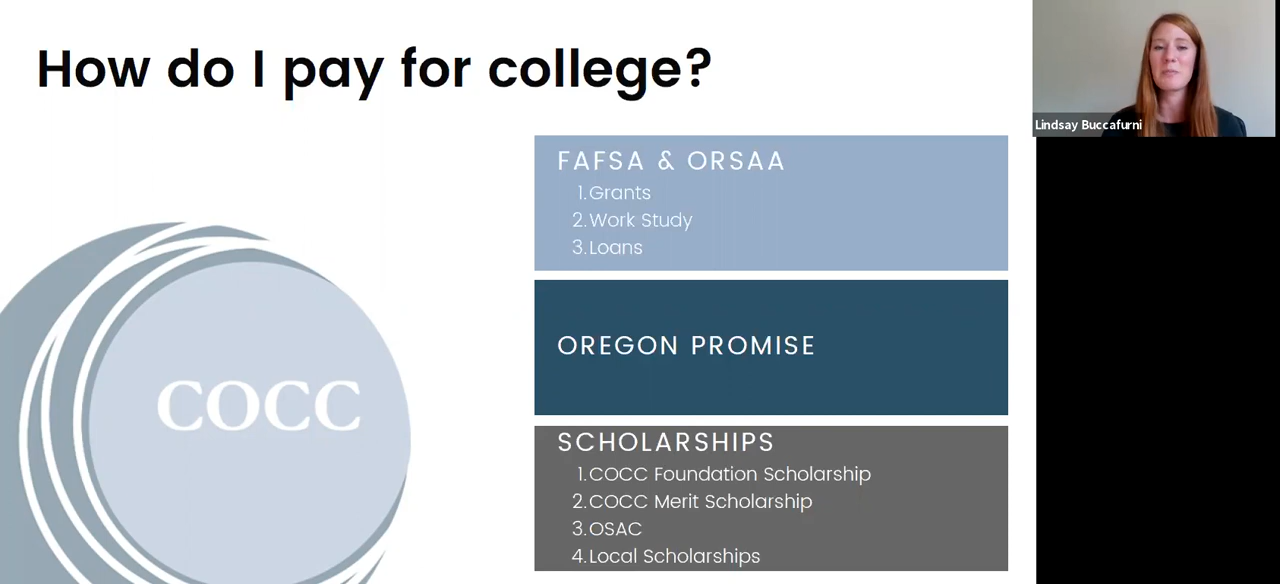 How do I pay for college?
Lindsay Buccafurni
FAFSA & ORSAA
1.Grants
2.Work Study
3.Loans
OREGON PROMISE
COCC
SCHOLARSHIPS
1.COCC Foundation Scholarship
2.COCC Merit Scholarship
3.OSAC
4.Local Scholarships